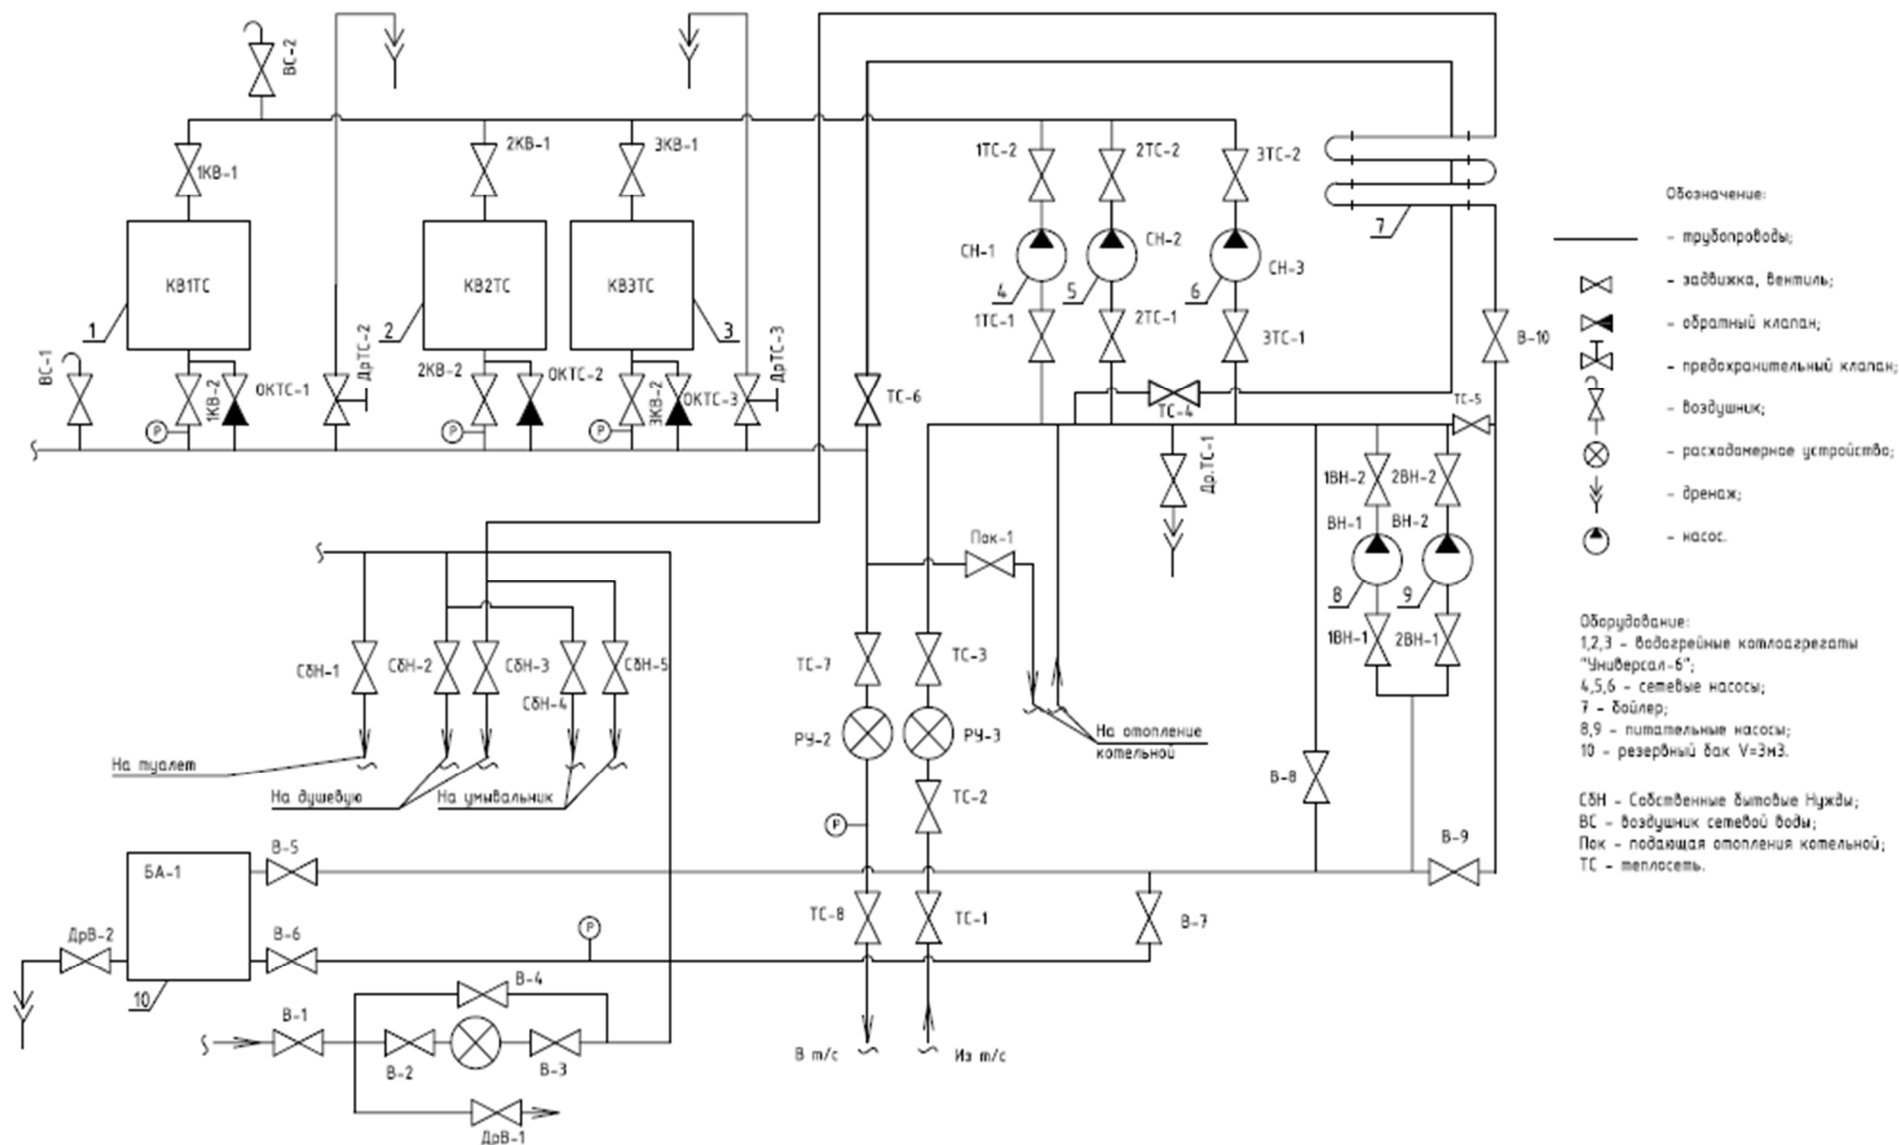 ВС-2
1КВ-1
2КВ-1
3КВ-1
1ТС-2
2ТС-2
3ТС-2
КВ1ТС
КВ2ТС
КВ3ТС
1
2
3
СН-1
СН-2
СН-3
4
5
6
7
1ТС-1
2ТС-1
3ТС-1
В-10
ВС-1
1КВ-2
ОКТС-1
ДрТС-2
2КВ-2
ОКТС-2
3КВ-2
ОКТС-3
ДрТС-3
Р
Р
Р
ТС-6
ТС-4
ТС-5
Др.ТС-1
1ВН-2
2ВН-2
ВН-1
ВН-2
8
9
1ВН-1
2ВН-1
Пок-1
СбН-1
СбН-2
СбН-3
СбН-4
СбН-5
ТС-7
ТС-3
РУ-2
РУ-3
На отопление
котельной
На туалет
На душевую
На умывальник
ТС-2
В-8
Р
В-9
БА-1
В-5
ТС-8
ТС-1
В-7
ДрВ-2
В-6
Р
10
В-4
В-1
В-2
В-3
ДрВ-1
В т/с
Из т/с
Обозначение:
- трубопроводы;
- задвижка, вентиль;
- обратный клапан;
- предохранительный клапан;
- воздушник;
- расходомерное устройство;
- дренаж;
- насос.
Оборудование:
1,2,3 - водогрейные котлоагрегаты
"Универсал-6";
4,5,6 - сетевые насосы;
7 - бойлер;
8,9 - питательные насосы;
10 - резервный бак V=3м3.
СбН - Собственные бытовые Нужды;
ВС - воздушник сетевой воды;
Пок - подающая отопления котельной;
ТС - теплосеть.